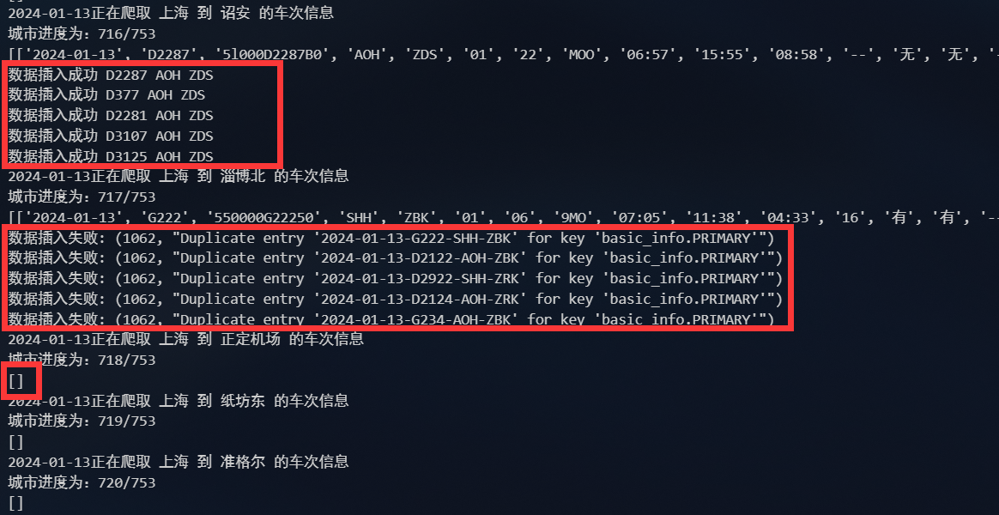 []
2024-01-13正在爬取 上海 到 诏安 的车次信息
城市进度为: 716/753
[['2024-01-13', 'D2287', '5l000D2287B0', 'AOH', 'ZDS', '01', '22', 'MOO', '06:57', '15:55', '08:58', '--', '无', '无', '-
数据插入成功 D2287 AOH ZDS
数据插入成功 D377 AOH ZDS
数据插入成功 D2281 AOH ZDS
数据插入成功 D3107 AOH ZDS
数据插入成功 D3125 AOH ZDS
2024-01-13正在爬取 上海 到 淄博北 的车次信息
城市进度为: 717/753
[['2024-01-13', 'G222', '550000G22250', 'SHH', 'ZBK', '01', '06', '9MO', '07:05', '11:38', '04:33', '16', '有', '有', '--
数据插入失败: (1062, "Duplicate entry '2024-01-13-G222-SHH-ZBK' for key 'basic_info.PRIMARY'")
数据插入失败: (1062, "Duplicate entry '2024-01-13-D2122-AOH-ZBK' for key 'basic_info.PRIMARY'")
数据插入失败: (1062, "Duplicate entry '2024-01-13-D2922-SHH-ZRK' for key 'basic_info.PRIMARY'")
数据插入失败: (1062, "Duplicate entry '2024-01-13-D2124-AOH-ZRK' for key 'basic_info.PRIMARY'")
数据插入失败: (1062, "Duplicate entry '2024-01-13-G234-AOH-ZBK' for key 'basic_info.PRIMARY'")
2024-01-13正在爬取 上海 到 正定机场 的车次信息
城市进度为: 718/753
[]
2024-01-13正在爬取 上海 到 纸坊东 的车次信息
城市进度为: 719/753
[]
2024-01-13正在爬取 上海 到 准格尔 的车次信息
城市进度为: 720/753
[]